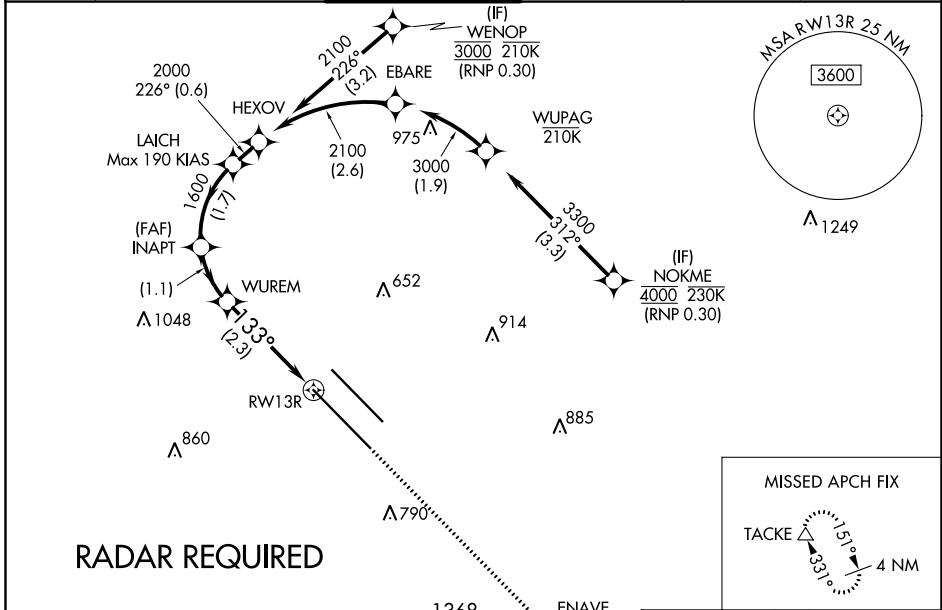 (IF)
WENOP
3000 210K
(RNP 0.30)
2100
226°
(3.2)
2000
226° (0.6)
HEXOV
EBARE
LAICH
Max 190 KIAS
975
WUPAG
210K
2100
(2.6)
3000
(1.9)
1600
(1.7)
3300
312°
(3.3)
(FAF)
INAPT
(IF)
NOKME
4000 230K
(RNP 0.30)
(1.1)
WUREM
652
1048
914
133°
(2.3)
RW13R
885
860
790
RADAR REQUIRED
MSA RW13R 25 NM
3600
1249
MISSED APCH FIX
TACKE
151°
331°
4 NM